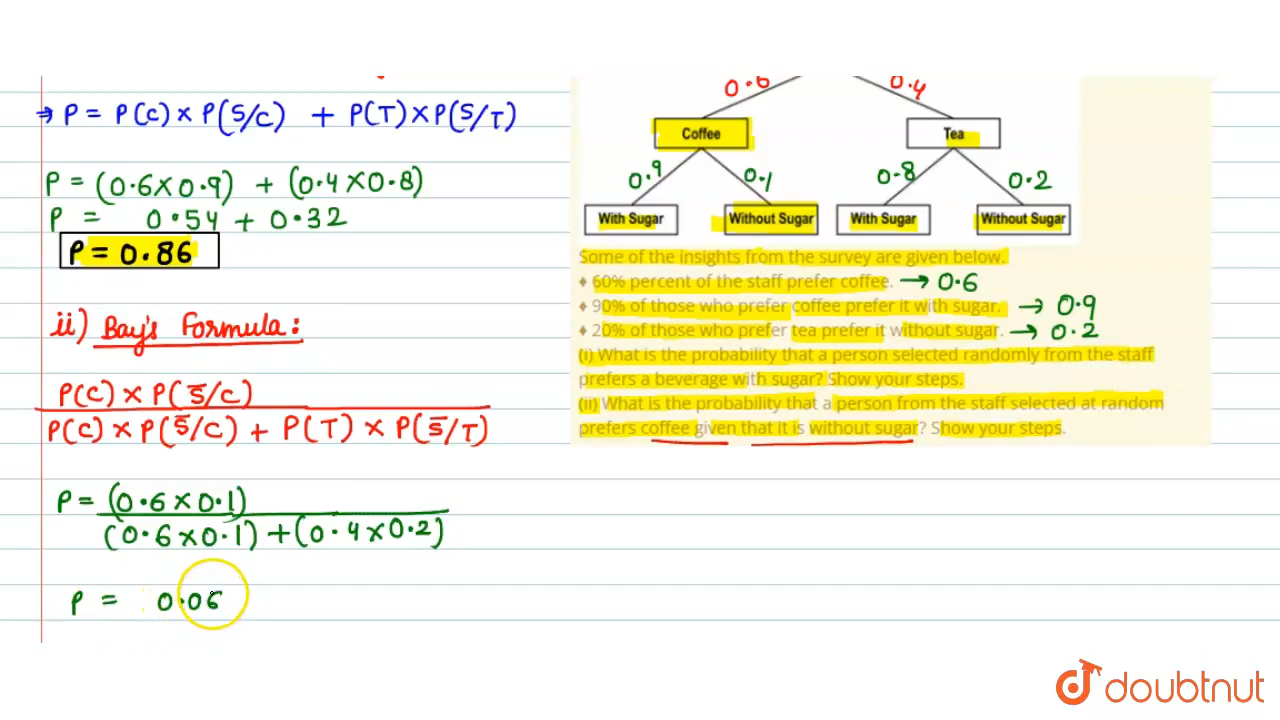 ⇒ P = P(C) × P(S/C) + P(T) × P(S/T)
P = (0.6×0.9) + (0.4×0.8)
P = 0.54 + 0.32
P = 0.86
ii) Bay's Formula:
P(C) × P(S̄/C)
P(C) × P(S̄/C) + P(T) × P(S̄/T)
P = (0.6×0.1)
(0.6×0.1) + (0.4×0.2)
P = 0.06
0.6 0.4
Coffee Tea
0.9 0.1 0.8 0.2
With Sugar Without Sugar With Sugar Without Sugar
Some of the insights from the survey are given below.
♦ 60% percent of the staff prefer coffee. → 0.6
♦ 90% of those who prefer coffee prefer it with sugar. → 0.9
♦ 20% of those who prefer tea prefer it without sugar. → 0.2
(i) What is the probability that a person selected randomly from the staff
prefers a beverage with sugar? Show your steps.
(ii) What is the probability that a person from the staff selected at random
prefers coffee given that it is without sugar? Show your steps.
doubtnut